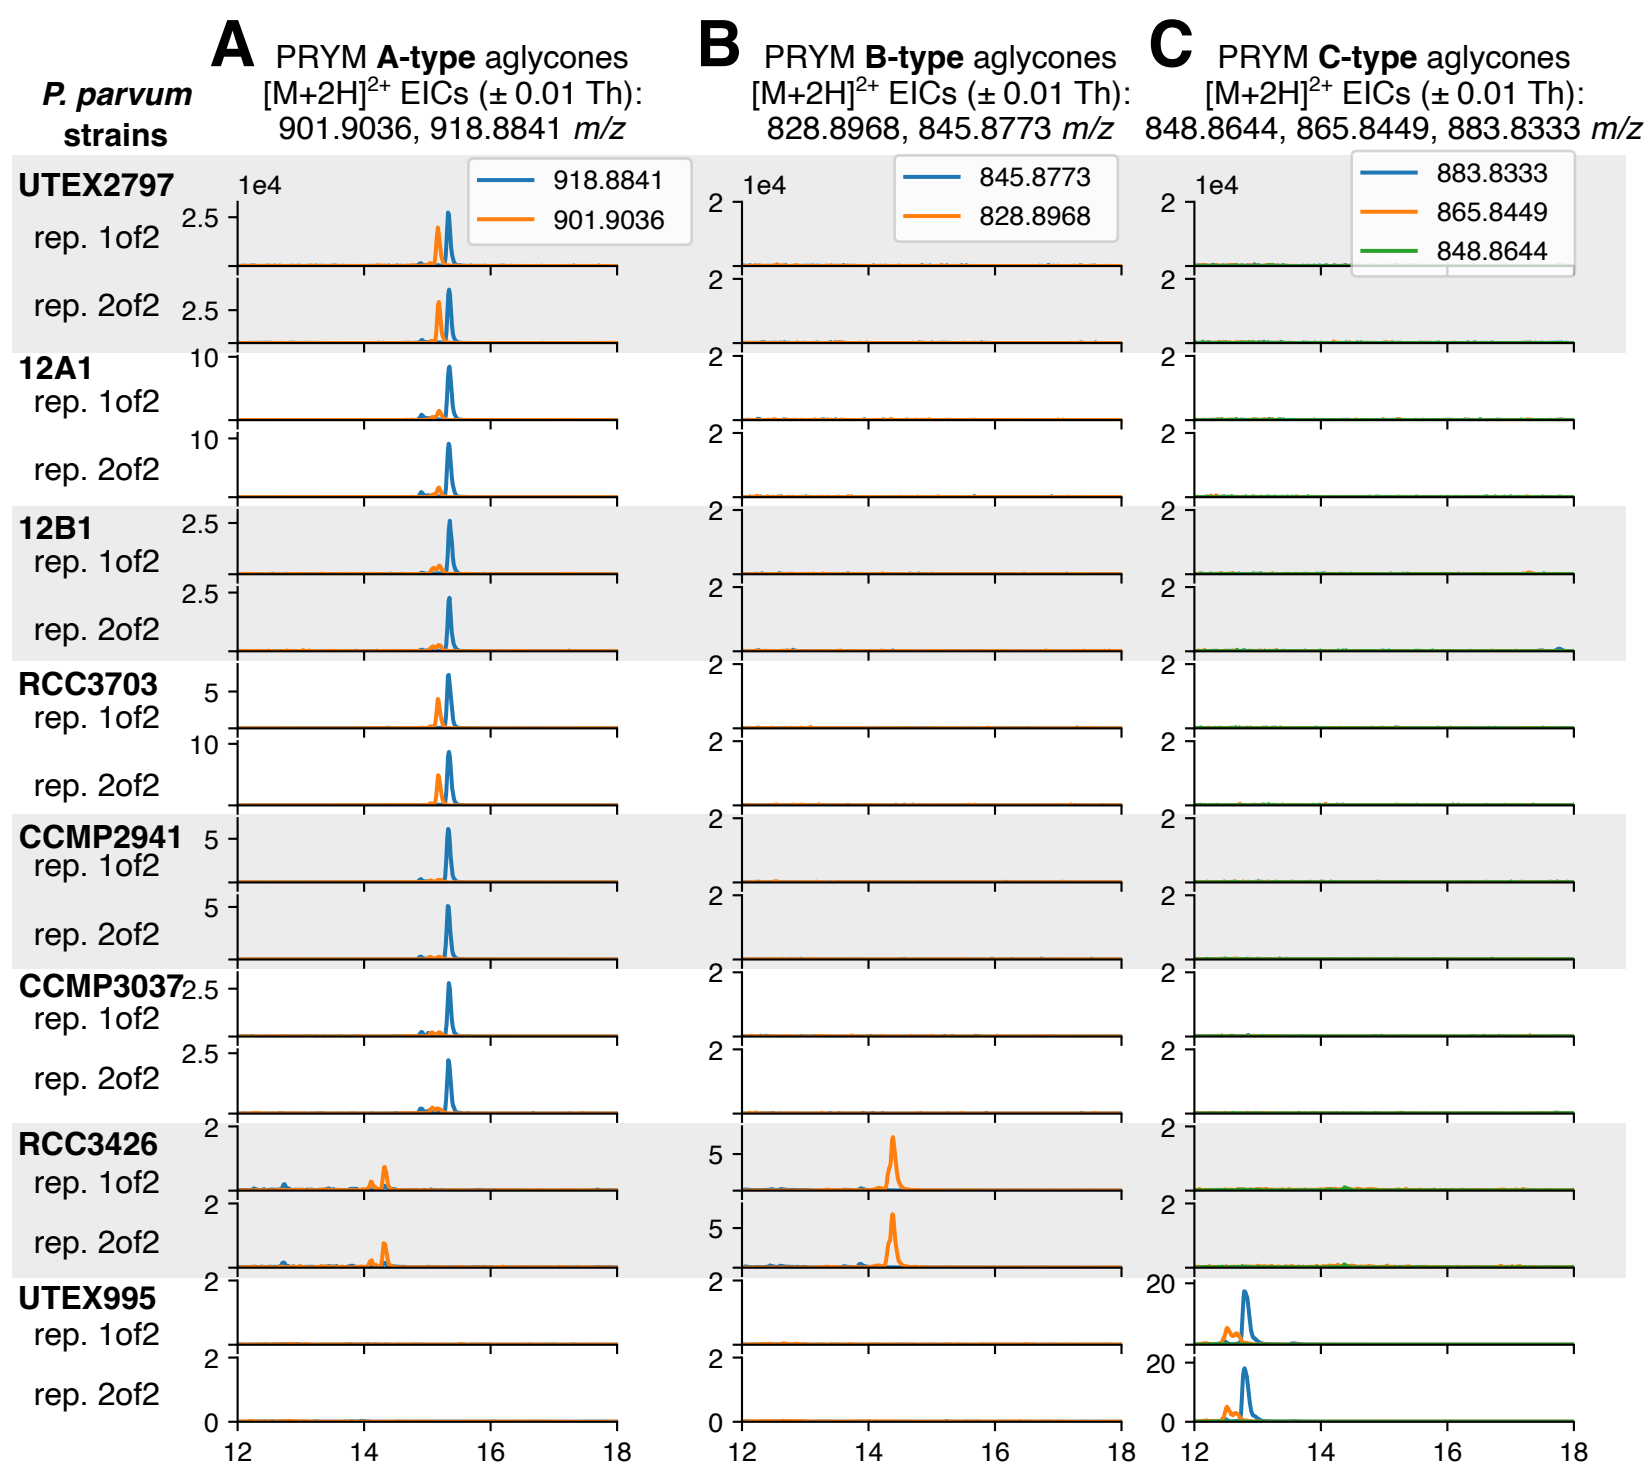 A PRYM A-type aglycones
[M+2H]2+ EICs (± 0.01 Th):
901.9036, 918.8841 m/z
B PRYM B-type aglycones
[M+2H]2+ EICs (± 0.01 Th):
828.8968, 845.8773 m/z
C PRYM C-type aglycones
[M+2H]2+ EICs (± 0.01 Th):
848.8644, 865.8449, 883.8333 m/z
P. parvum
strains
918.8841
901.9036
845.8773
828.8968
883.8333
865.8449
848.8644
UTEX2797 1e4 1e4 1e4
rep. 1of2 2.5 2 2
rep. 2of2 2.5 2 2
12A1 10 2 2
rep. 1of2
rep. 2of2 10 2 2
12B1 2.5 2 2
rep. 1of2
rep. 2of2 2.5 2 2
RCC3703 5 2 2
rep. 1of2
rep. 2of2 10 2 2
CCMP2941 5 2 2
rep. 1of2
rep. 2of2 5 2 2
CCMP3037 2.5 2 2
rep. 1of2
rep. 2of2 2.5 2 2
RCC3426 2 5 2
rep. 1of2
rep. 2of2 2 5 2
UTEX995 2 2 20
rep. 1of2
rep. 2of2 2 2 20
0 0 0
12 14 16 18 12 14 16 18 12 14 16 18